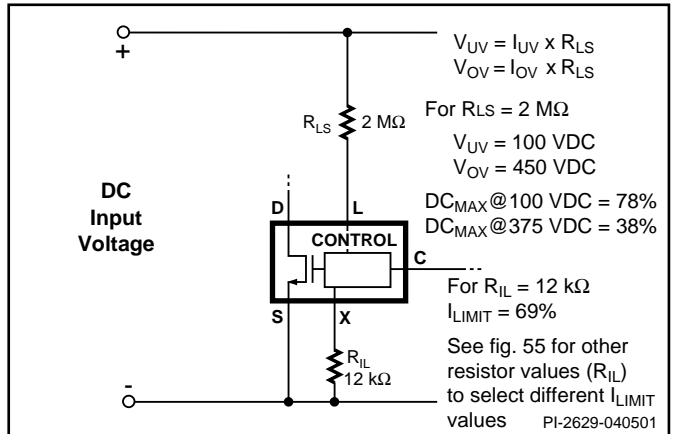 +
V_UV = I_UV x R_LS
V_OV = I_OV x R_LS
R_LS 2 MΩ
For RLS = 2 MΩ
V_UV = 100 VDC
V_OV = 450 VDC
DC_MAX@100 VDC = 78%
DC_MAX@375 VDC = 38%
DC
Input
Voltage
D
L
CONTROL
C
S
X
For R_IL = 12 kΩ
I_LIMIT = 69%
R_IL
12 kΩ
See fig. 55 for other
resistor values (R_IL)
to select different I_LIMIT
values
-
PI-2629-040501